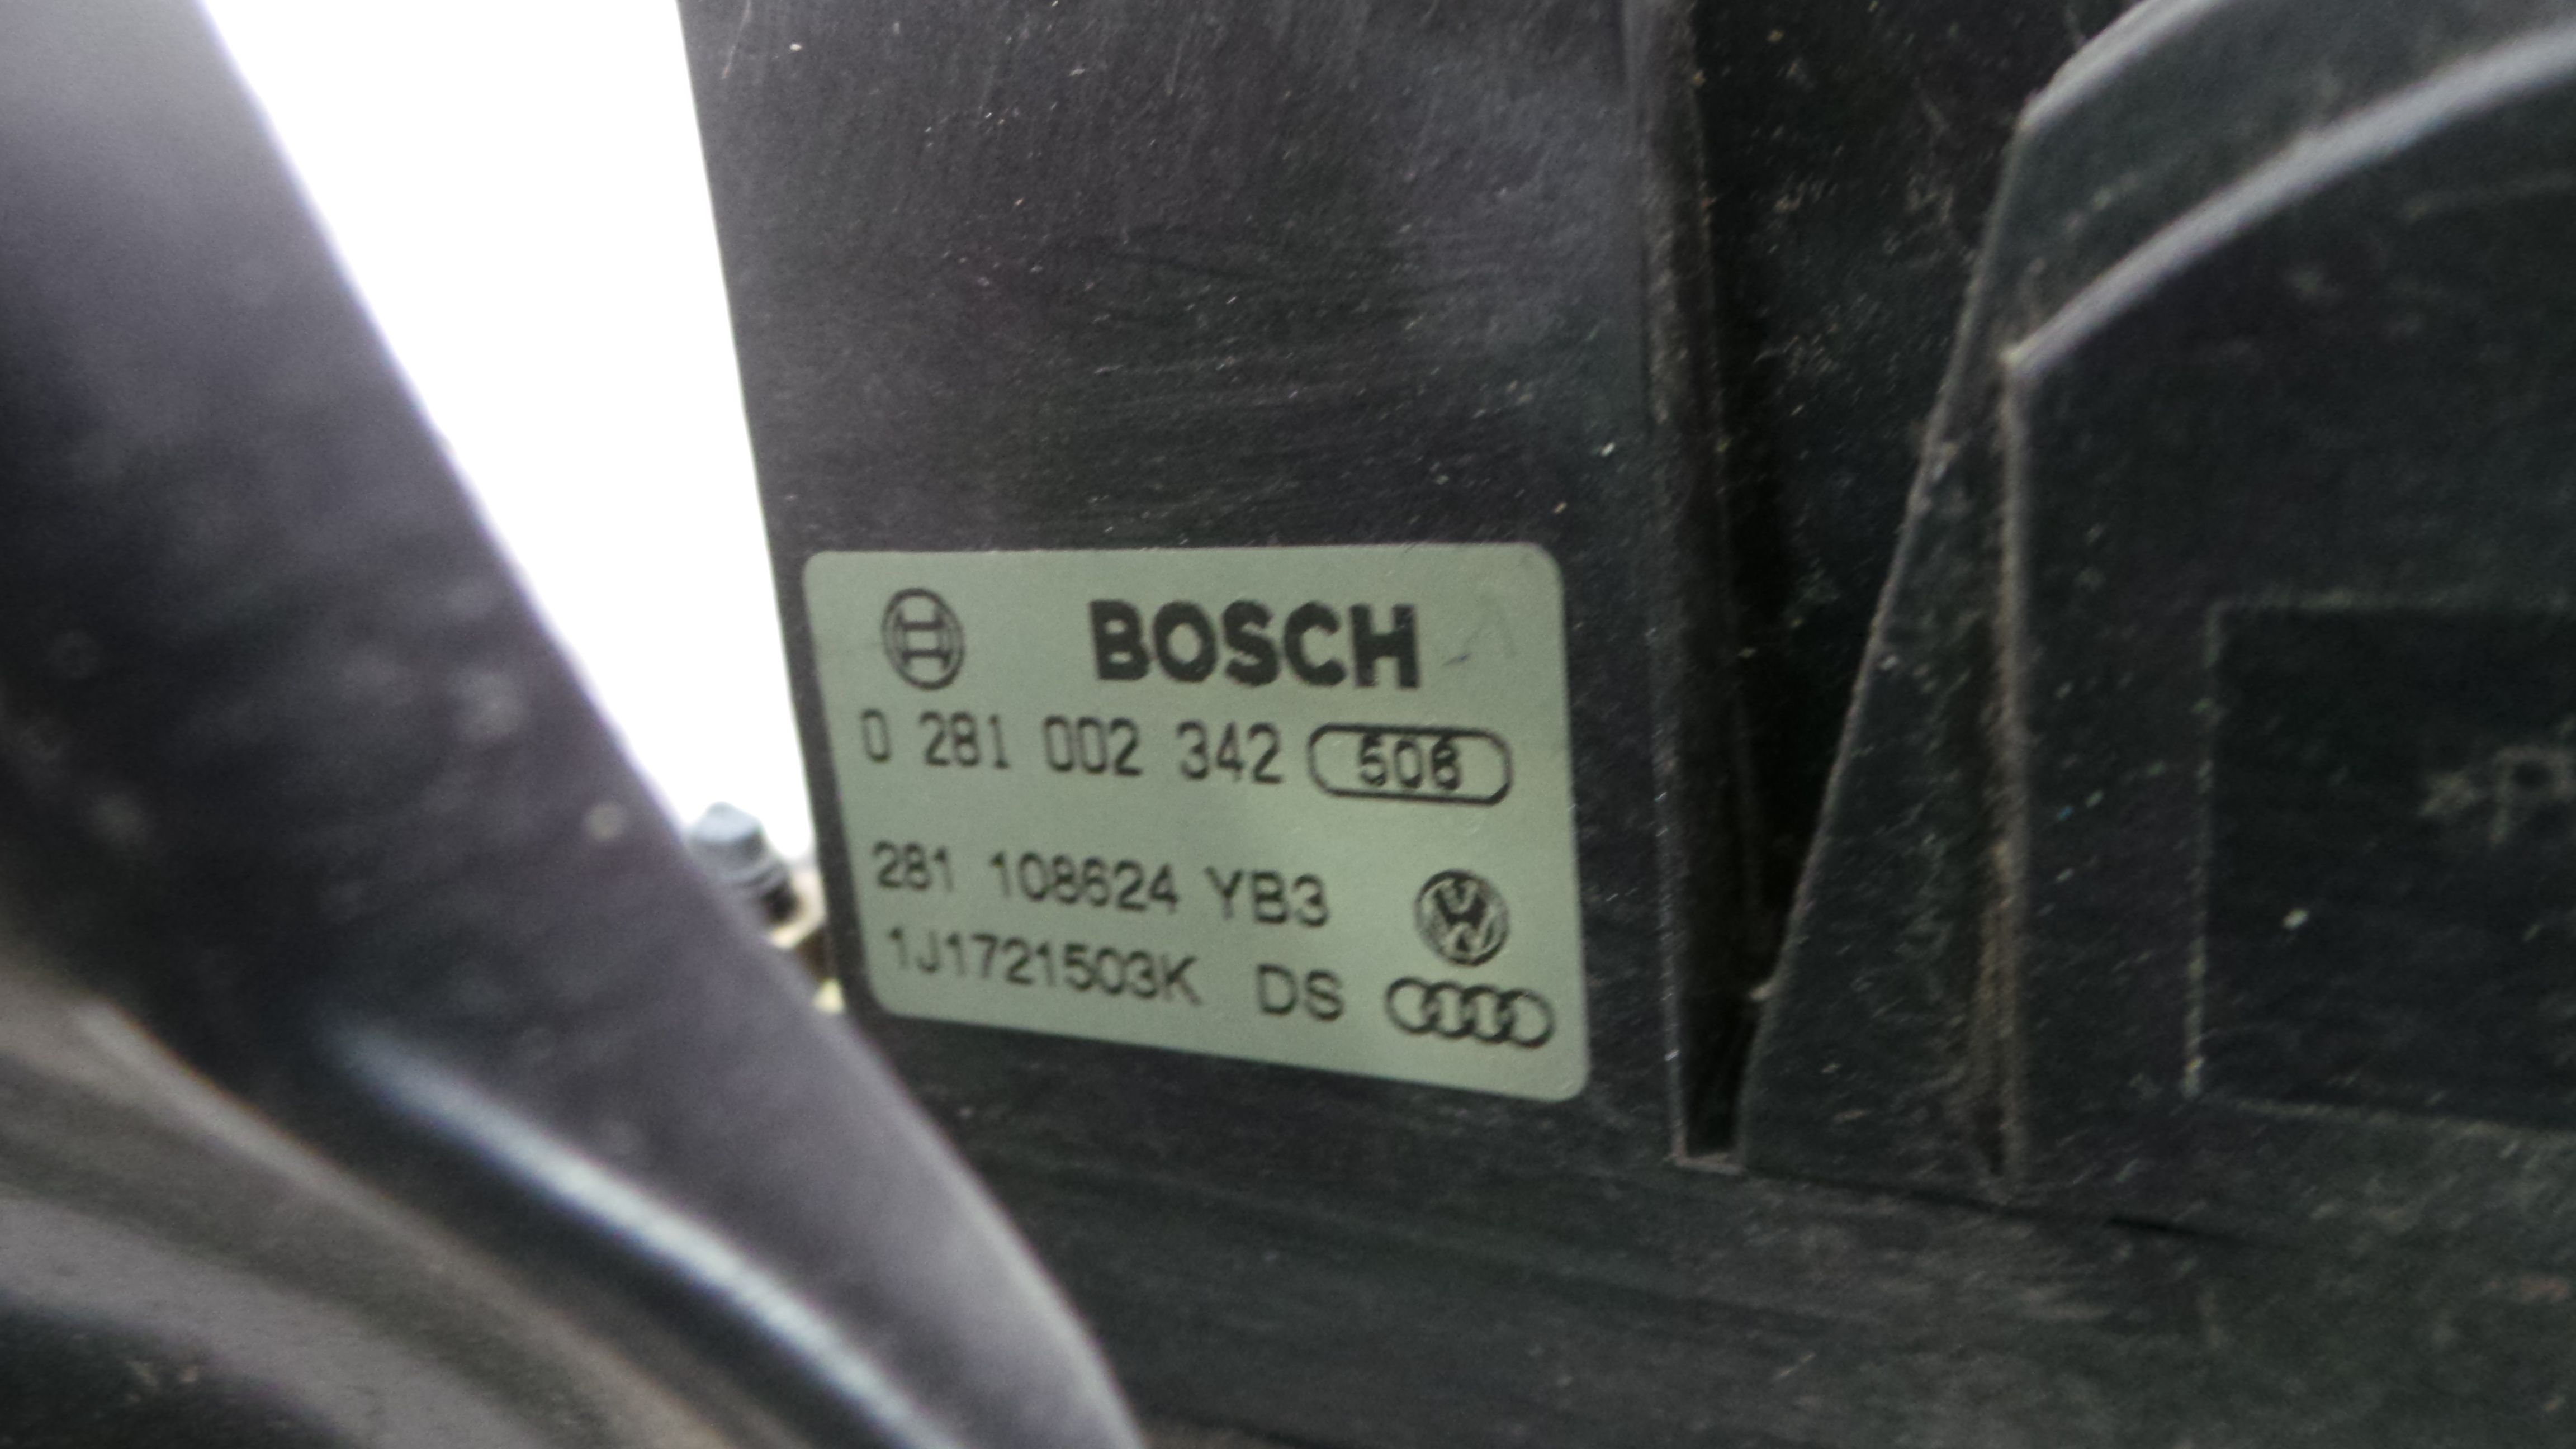 BOSCH
0 281 002 342 508
281 108624 YB3
1J1721503K DS